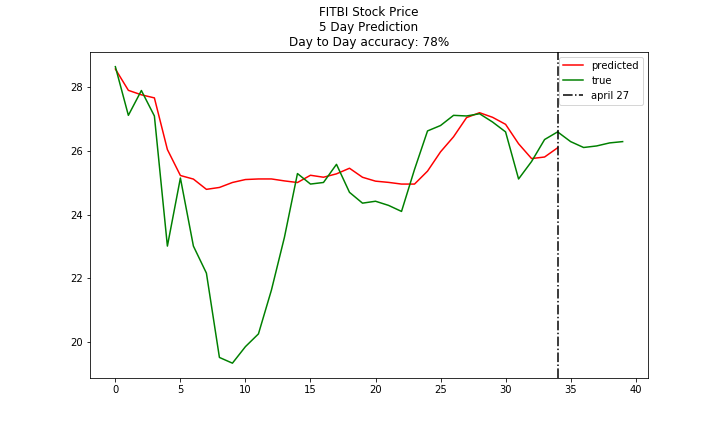 FITBI Stock Price
5 Day Prediction
Day to Day accuracy: 78%
predicted
true
april 27
28
26
24
22
20
0 5 10 15 20 25 30 35 40